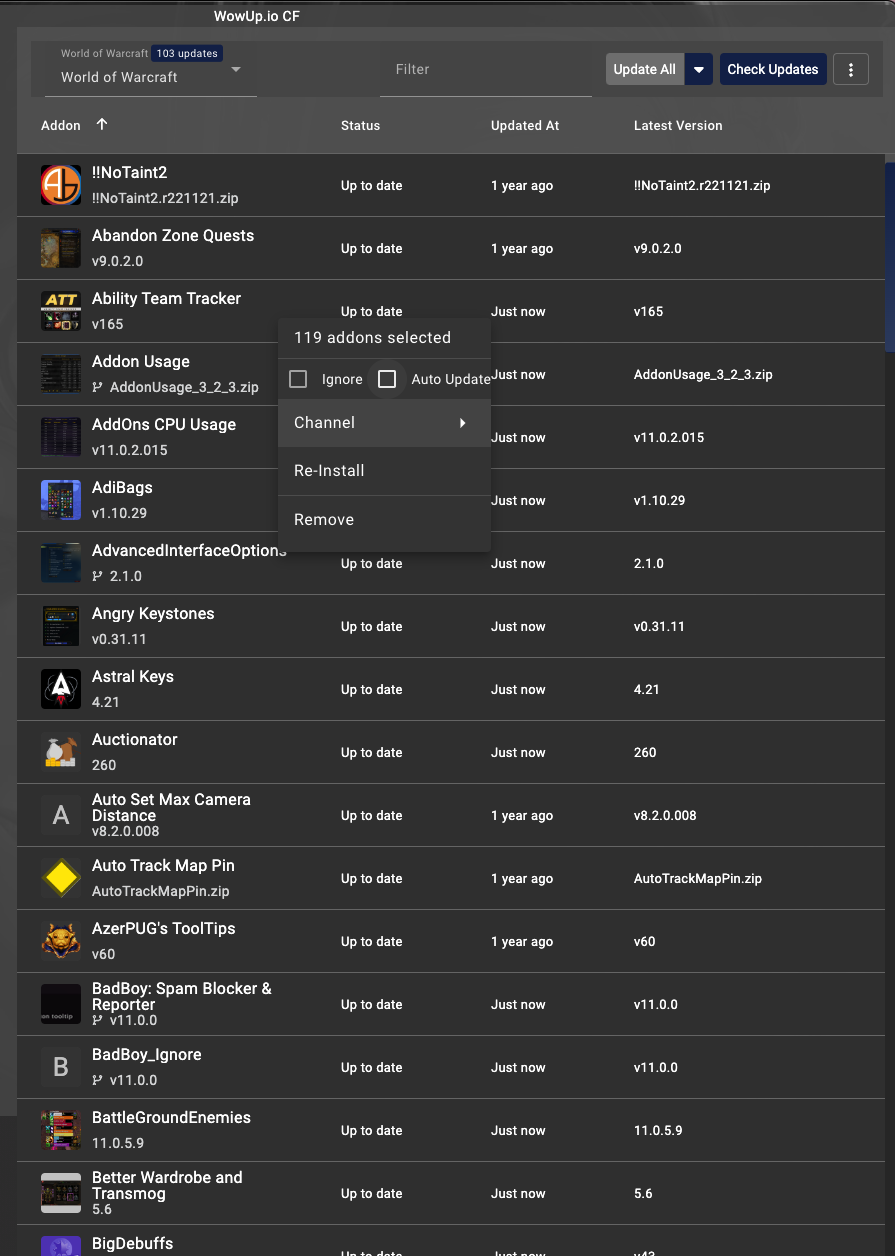 WowUp.io CF
World of Warcraft 103 updates
World of Warcraft
Filter
Update All
Check Updates
Addon
Status
Updated At
Latest Version
!!NoTaint2
!!NoTaint2.r221121.zip
Up to date
1 year ago
!!NoTaint2.r221121.zip
Abandon Zone Quests
v9.0.2.0
Up to date
1 year ago
v9.0.2.0
ATT
Ability Team Tracker
v165
Up to date
Just now
v165
119 addons selected
Ignore
Auto Update
Channel
Re-Install
Remove
Addon Usage
AddonUsage_3_2_3.zip
Just now
AddonUsage_3_2_3.zip
AddOns CPU Usage
v11.0.2.015
Just now
v11.0.2.015
AdiBags
v1.10.29
Just now
v1.10.29
AdvancedInterfaceOptions
2.1.0
Up to date
Just now
2.1.0
Angry Keystones
v0.31.11
Up to date
Just now
v0.31.11
Astral Keys
4.21
Up to date
Just now
4.21
Auctionator
260
Up to date
Just now
260
A
Auto Set Max Camera
Distance
v8.2.0.008
Up to date
1 year ago
v8.2.0.008
Auto Track Map Pin
AutoTrackMapPin.zip
Up to date
1 year ago
AutoTrackMapPin.zip
AzerPUG's ToolTips
v60
Up to date
1 year ago
v60
on tooltip
BadBoy: Spam Blocker &
Reporter
v11.0.0
Up to date
Just now
v11.0.0
B
BadBoy_Ignore
v11.0.0
Up to date
Just now
v11.0.0
BattleGroundEnemies
11.0.5.9
Up to date
Just now
11.0.5.9
Better Wardrobe and
Transmog
5.6
Up to date
Just now
5.6
BigDebuffs
Up to date
Just now